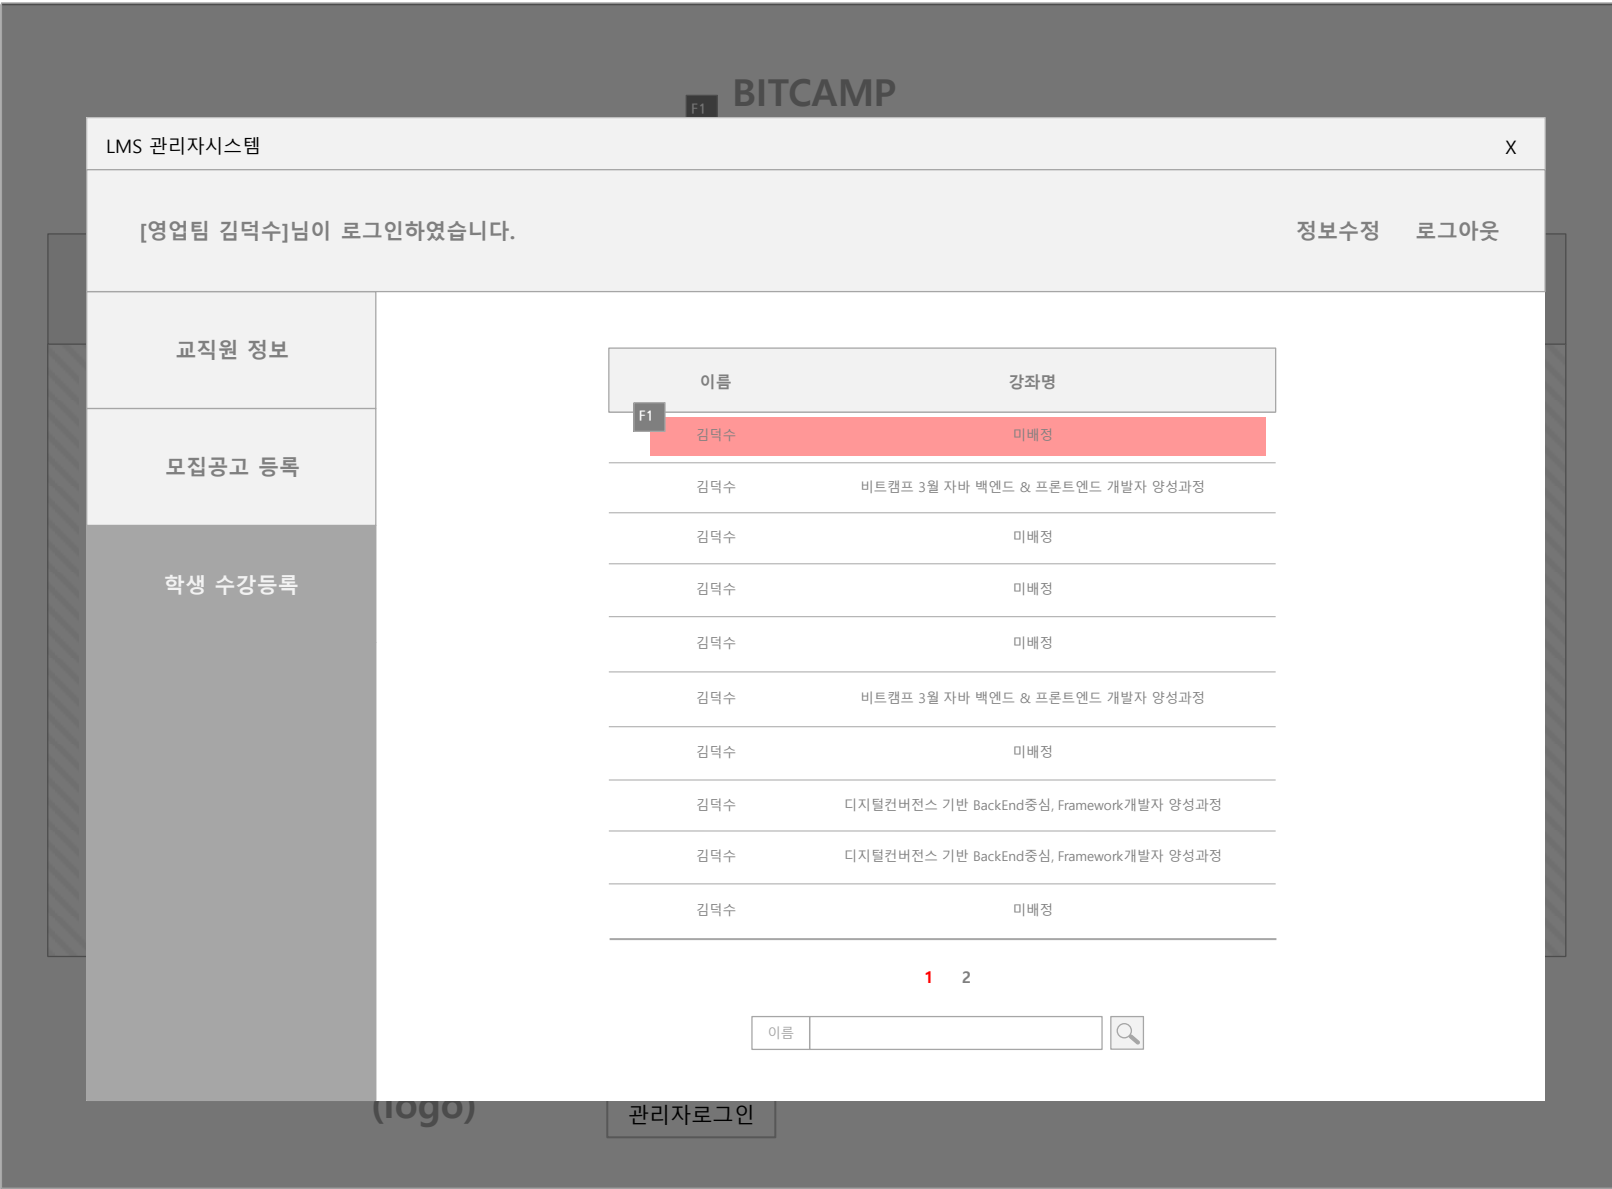 BITCAMP
F1
LMS 관리자시스템
X
[영업팀 김덕수]님이 로그인하였습니다.
정보수정
로그아웃
교직원 정보
모집공고 등록
학생 수강등록
이름 강좌명
F1
김덕수 미배정
김덕수 비트캠프 3월 자바 백엔드 & 프론트엔드 개발자 양성과정
김덕수 미배정
김덕수 미배정
김덕수 미배정
김덕수 비트캠프 3월 자바 백엔드 & 프론트엔드 개발자 양성과정
김덕수 미배정
김덕수 디지털컨버전스 기반 BackEnd중심, Framework개발자 양성과정
김덕수 디지털컨버전스 기반 BackEnd중심, Framework개발자 양성과정
김덕수 미배정
1 2
이름
(logo)
관리자로그인